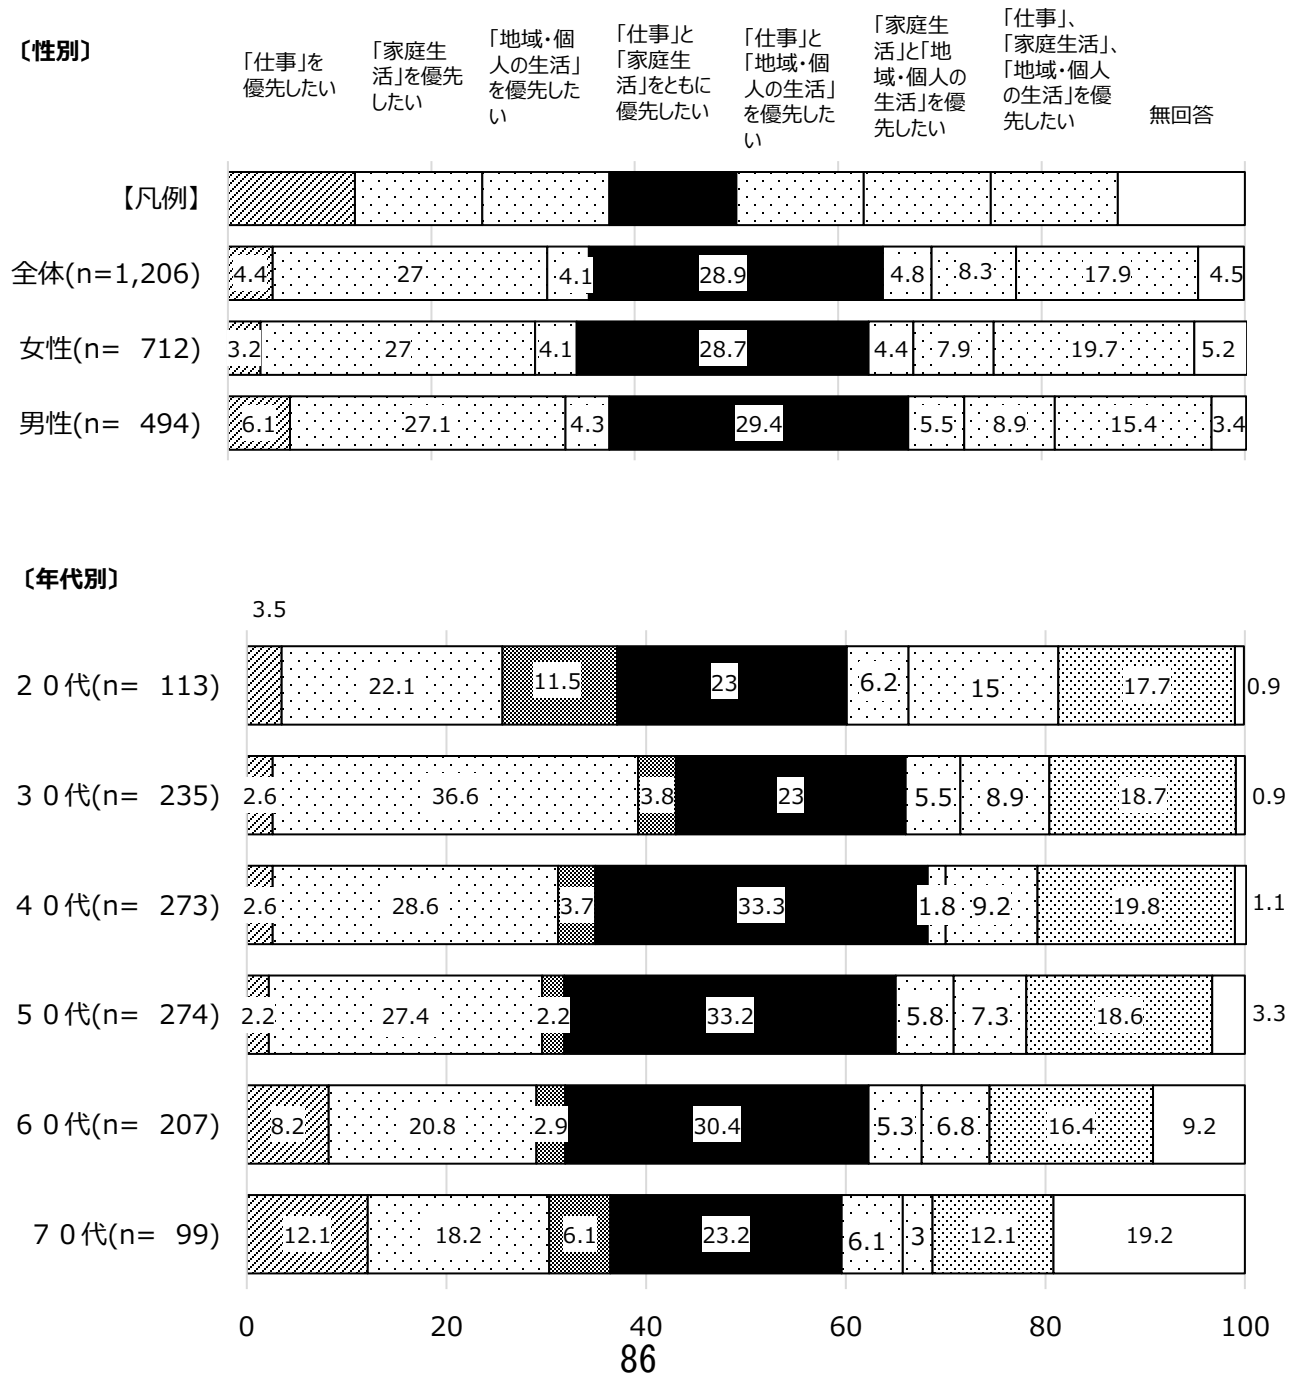 〔性別〕
「仕事」を
優先したい
「家庭生
活」を優先
したい
「地域・個
人の生活」
を優先した
い
「仕事」と
「家庭生
活」をともに
優先したい
「仕事」と
「地域・個
人の生活」
を優先した
い
「家庭生
活」と「地
域・個人の
生活」を優
先したい
「仕事」、
「家庭生活」、
「地域・個人
の生活」を優
先したい
無回答
【凡例】
全体(n=1,206) 4.4 27 4.1 28.9 4.8 8.3 17.9 4.5
女性(n= 712) 3.2 27 4.1 28.7 4.4 7.9 19.7 5.2
男性(n= 494) 6.1 27.1 4.3 29.4 5.5 8.9 15.4 3.4
〔年代別〕
3.5
20代(n= 113) 22.1 11.5 23 6.2 15 17.7 0.9
30代(n= 235) 2.6 36.6 3.8 23 5.5 8.9 18.7 0.9
40代(n= 273) 2.6 28.6 3.7 33.3 1.8 9.2 19.8 1.1
50代(n= 274) 2.2 27.4 2.2 33.2 5.8 7.3 18.6 3.3
60代(n= 207) 8.2 20.8 2.9 30.4 5.3 6.8 16.4 9.2
70代(n= 99) 12.1 18.2 6.1 23.2 6.1 3 12.1 19.2
0 20 40 60 80 100
86